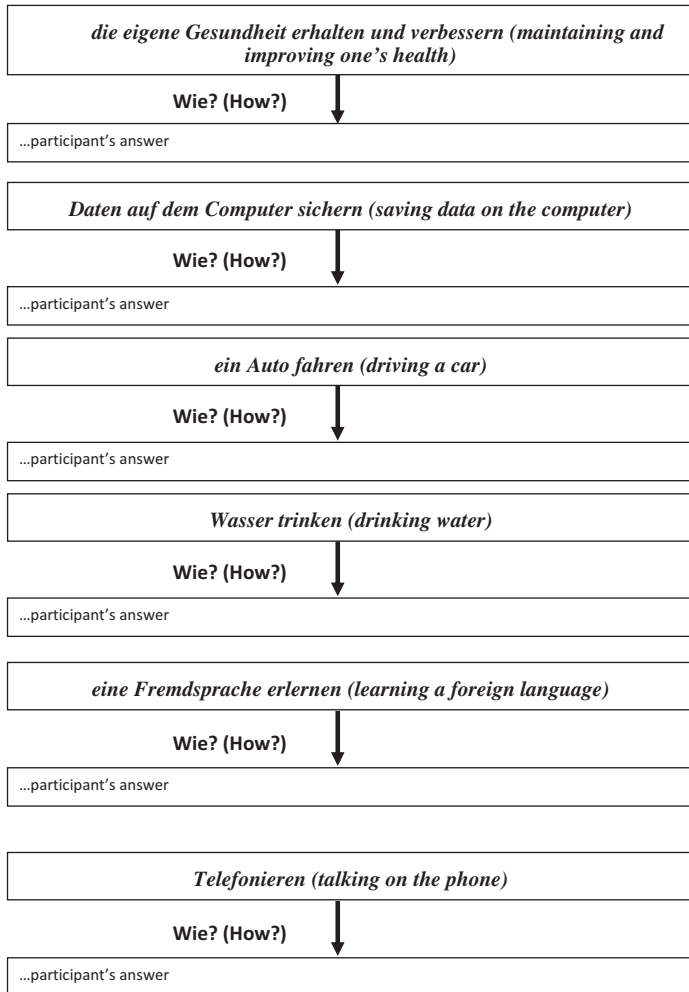 die eigene Gesundheit erhalten und verbessern (maintaining and
improving one’s health)
Wie? (How?)
…participant’s answer
Daten auf dem Computer sichern (saving data on the computer)
Wie? (How?)
…participant’s answer
ein Auto fahren (driving a car)
Wie? (How?)
…participant’s answer
Wasser trinken (drinking water)
Wie? (How?)
…participant’s answer
eine Fremdsprache erlernen (learning a foreign language)
Wie? (How?)
…participant’s answer
Telefonieren (talking on the phone)
Wie? (How?)
…participant’s answer